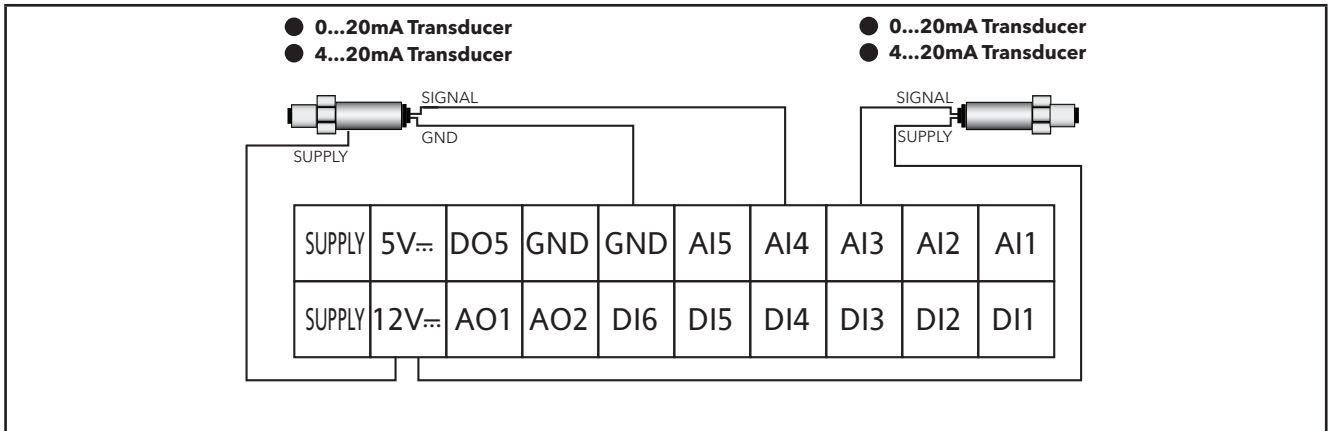 ● 0...20mA Transducer
● 4...20mA Transducer
● 0...20mA Transducer
● 4...20mA Transducer
SIGNAL
GND
SUPPLY
SIGNAL
SUPPLY
SUPPLY 5V⎓ DO5 GND GND AI5 AI4 AI3 AI2 AI1
SUPPLY 12V⎓ AO1 AO2 DI6 DI5 DI4 DI3 DI2 DI1